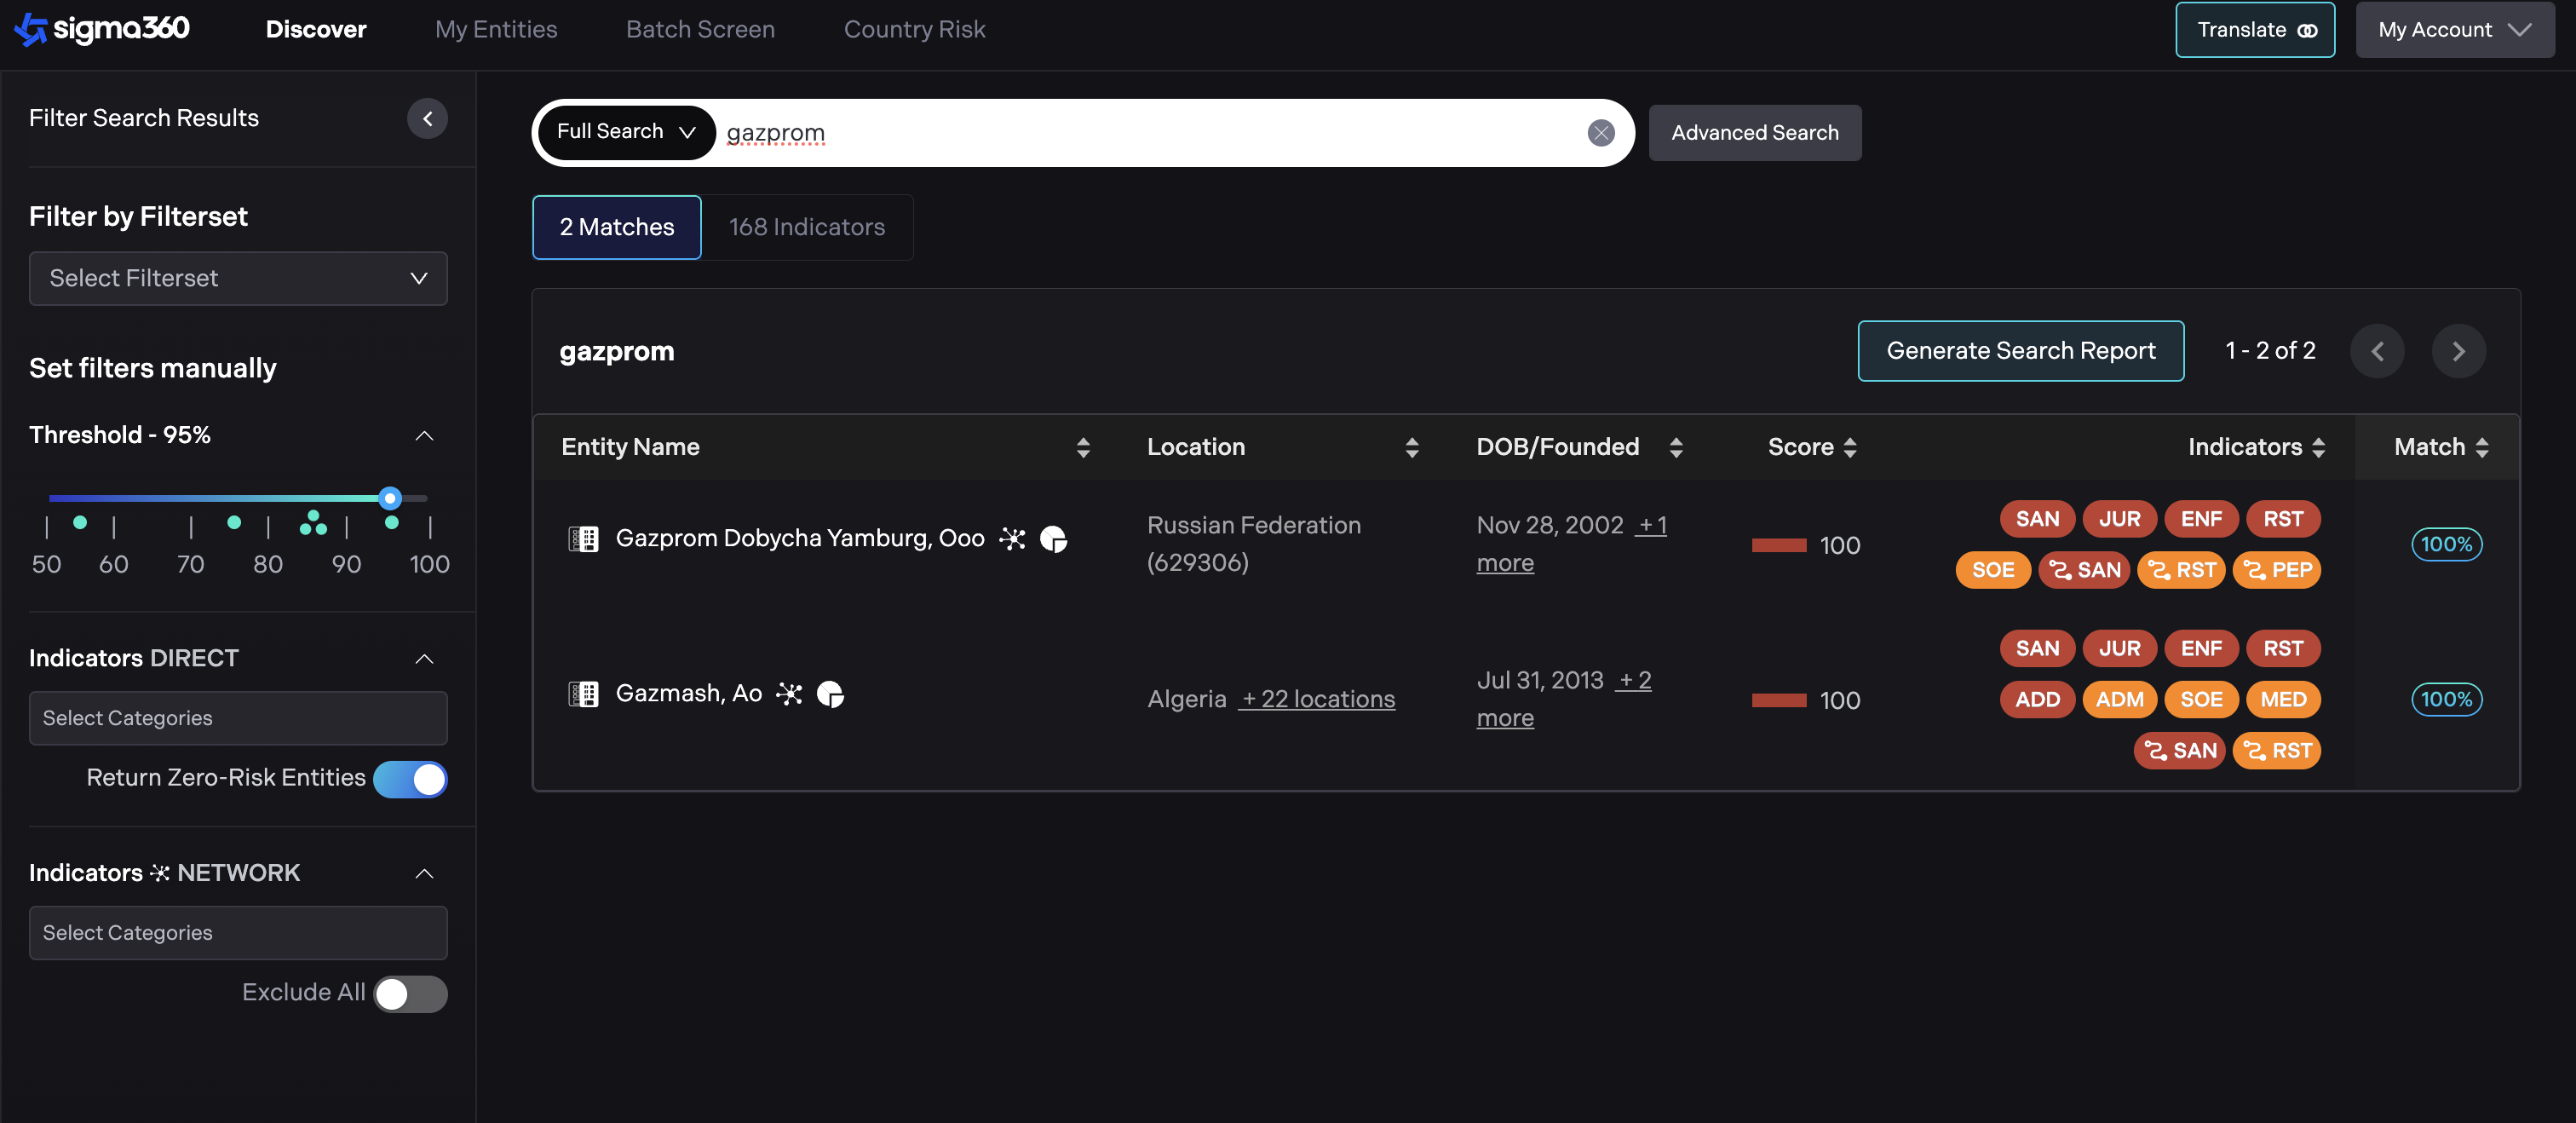 sigma360
Discover
My Entities
Batch Screen
Country Risk
Translate
My Account
Filter Search Results
Filter by Filterset
Select Filterset
Set filters manually
Threshold - 95%
50 60 70 80 90 100
Indicators DIRECT
Select Categories
Return Zero-Risk Entities
Indicators NETWORK
Select Categories
Exclude All
Full Search
gazprom
Advanced Search
2 Matches
168 Indicators
gazprom
Generate Search Report
1 - 2 of 2
Entity Name Location DOB/Founded Score Indicators Match
Gazprom Dobycha Yamburg, Ooo
Russian Federation
(629306)
Nov 28, 2002 + 1
more
100
SAN JUR ENF RST
SOE SAN RST PEP
100%
Gazmash, Ao
Algeria + 22 locations
Jul 31, 2013 + 2
more
100
SAN JUR ENF RST
ADD ADM SOE MED
SAN RST
100%